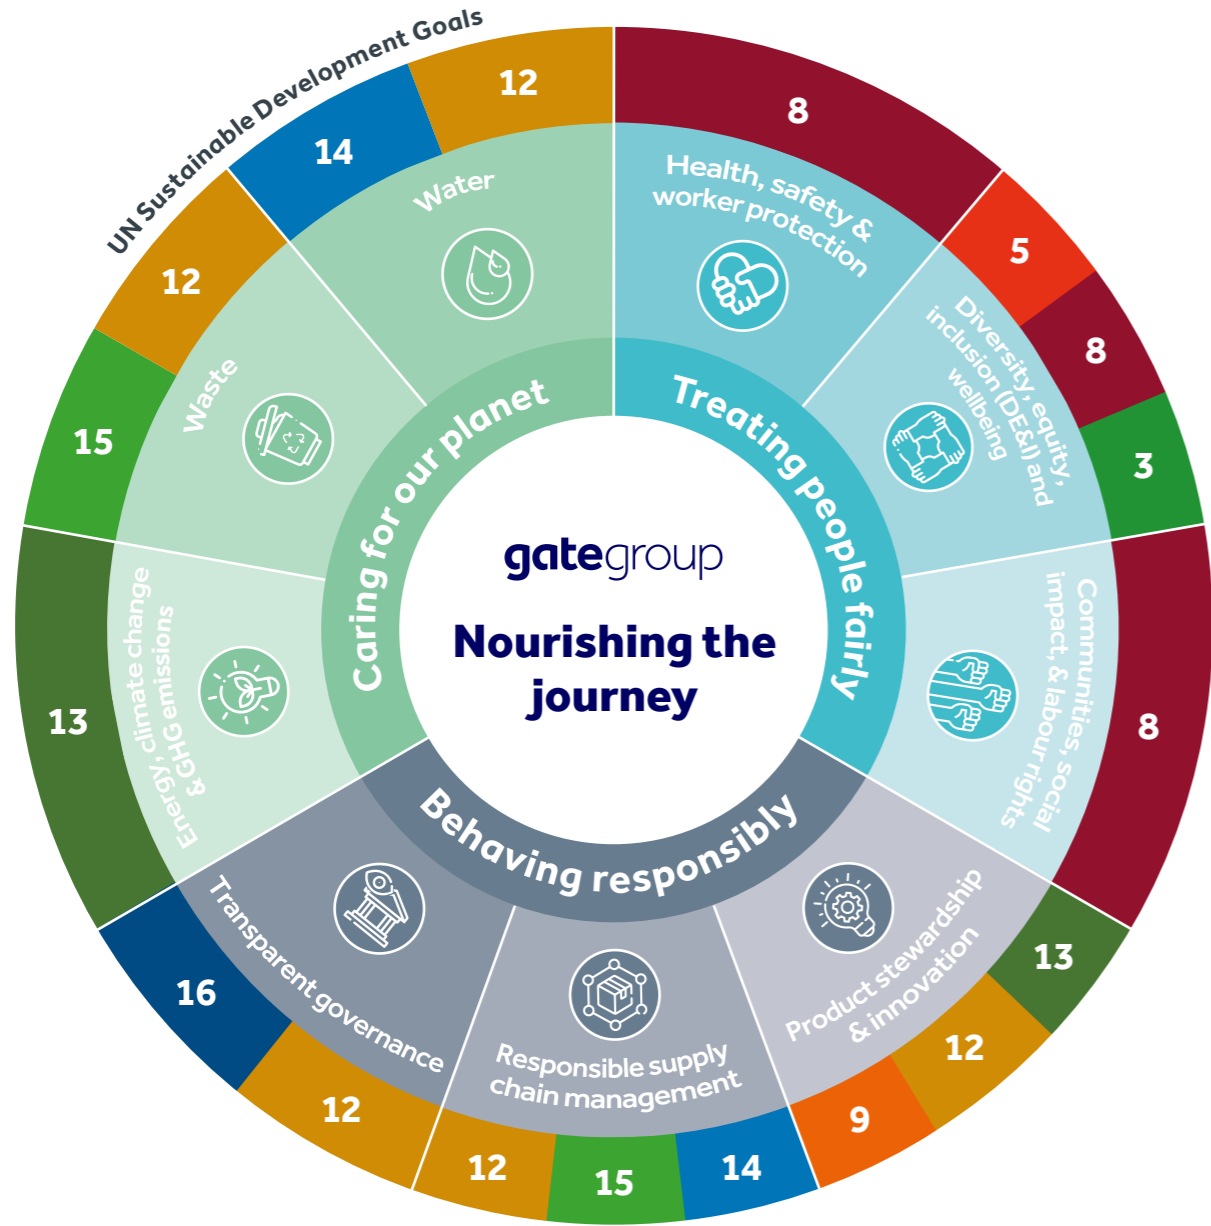 UN Sustainable Development Goals
gategroup
Nourishing the
journey
Treating people fairly
Health, safety &
worker protection
8
Diversity, equity,
inclusion (DE&I) and
wellbeing
5
8
3
Communities, social
impact, & labour rights
8
Behaving responsibly
Product stewardship
& innovation
13
12
9
Responsible supply
chain management
14
15
12
Transparent governance
12
16
Caring for our planet
Energy, climate change
& GHG emissions
13
Waste
15
12
Water
14
12